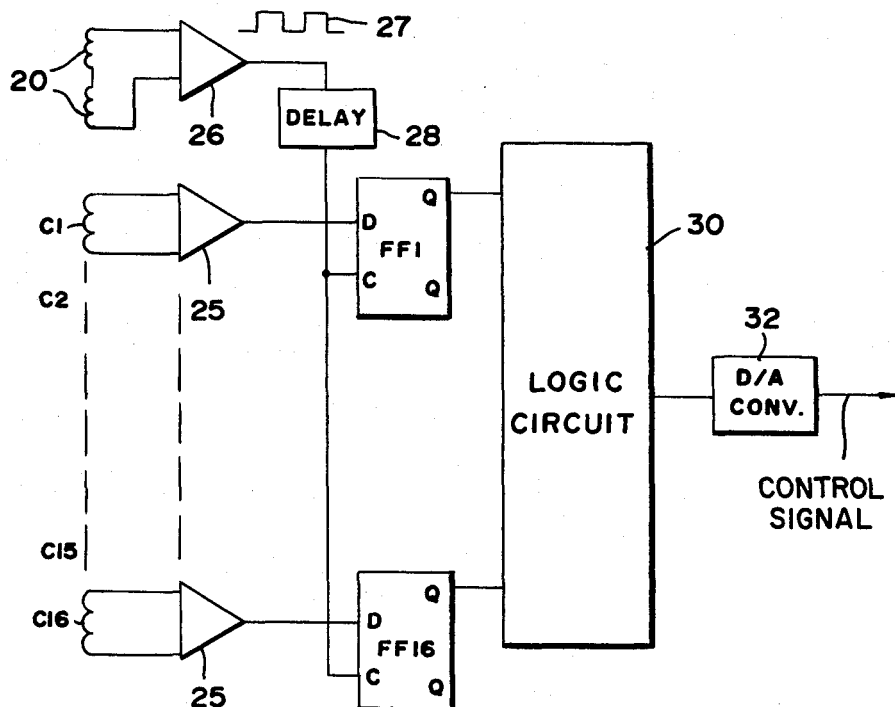 27
20
26
DELAY
28
C1
25
D
Q
FF1
C
Q
C2
30
LOGIC
CIRCUIT
32
D/A
CONV.
CONTROL
SIGNAL
C15
C16
25
D
Q
FF16
C
Q